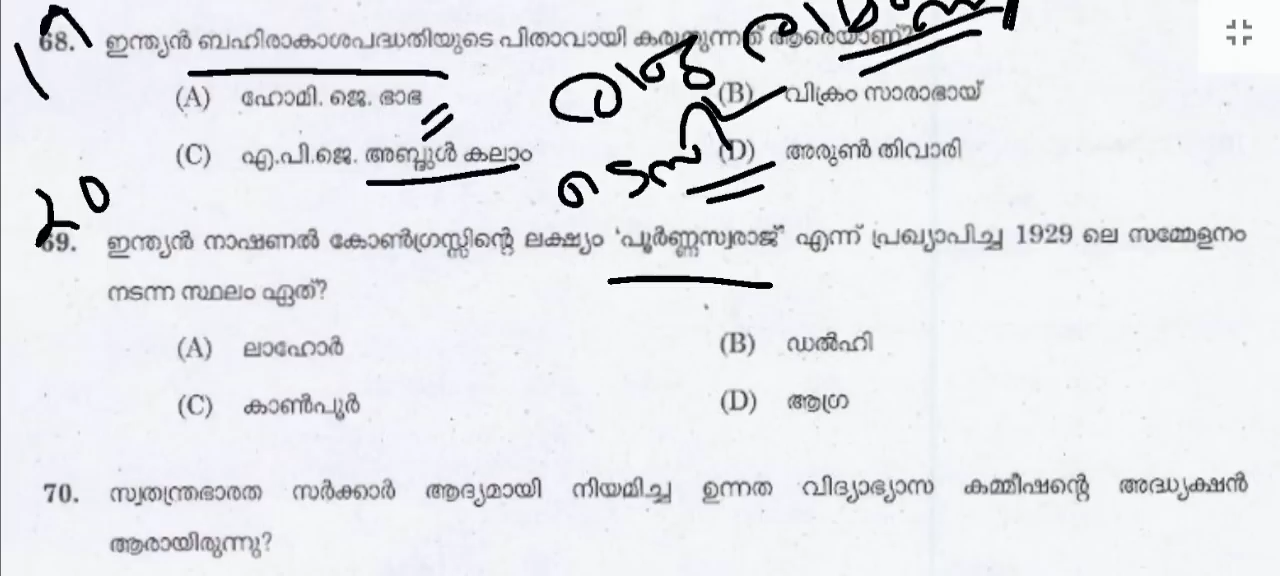 68. ഇന്ത്യൻ ബഹിരാകാശപദ്ധതിയുടെ പിതാവായി കരുതുന്നത് ആരെയാണ്?
(A) ഹോമി. ജെ. ഭാഭ (B) വിക്രം സാരാഭായ്
(C) എ.പി.ജെ. അബ്ദുൾ കലാം (D) അരുൺ തിവാരി
20
69. ഇന്ത്യൻ നാഷണൽ കോൺഗ്രസ്സിന്റെ ലക്ഷ്യം 'പൂർണ്ണസ്വരാജ്' എന്ന് പ്രഖ്യാപിച്ച 1929 ലെ സമ്മേളനം
നടന്ന സ്ഥലം ഏത്?
(A) ലാഹോർ (B) ഡൽഹി
(C) കാൺപൂർ (D) ആഗ്ര
70. സ്വതന്ത്രഭാരത സർക്കാർ ആദ്യമായി നിയമിച്ച ഉന്നത വിദ്യാഭ്യാസ കമ്മീഷന്റെ അദ്ധ്യക്ഷൻ
ആരായിരുന്നു?